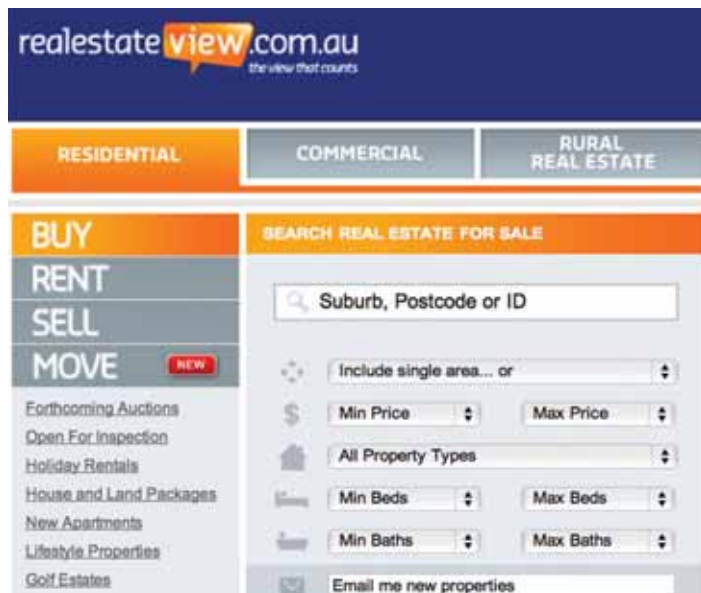 realestateview.com.au
the view that counts
RESIDENTIAL
COMMERCIAL
RURAL
REAL ESTATE
BUY
RENT
SELL
MOVE NEW
Forthcoming Auctions
Open For Inspection
Holiday Rentals
House and Land Packages
New Apartments
Lifestyle Properties
Golf Estates
SEARCH REAL ESTATE FOR SALE
Suburb, Postcode or ID
Include single area... or
$ Min Price Max Price
All Property Types
Min Beds Max Beds
Min Baths Max Baths
Email me new properties